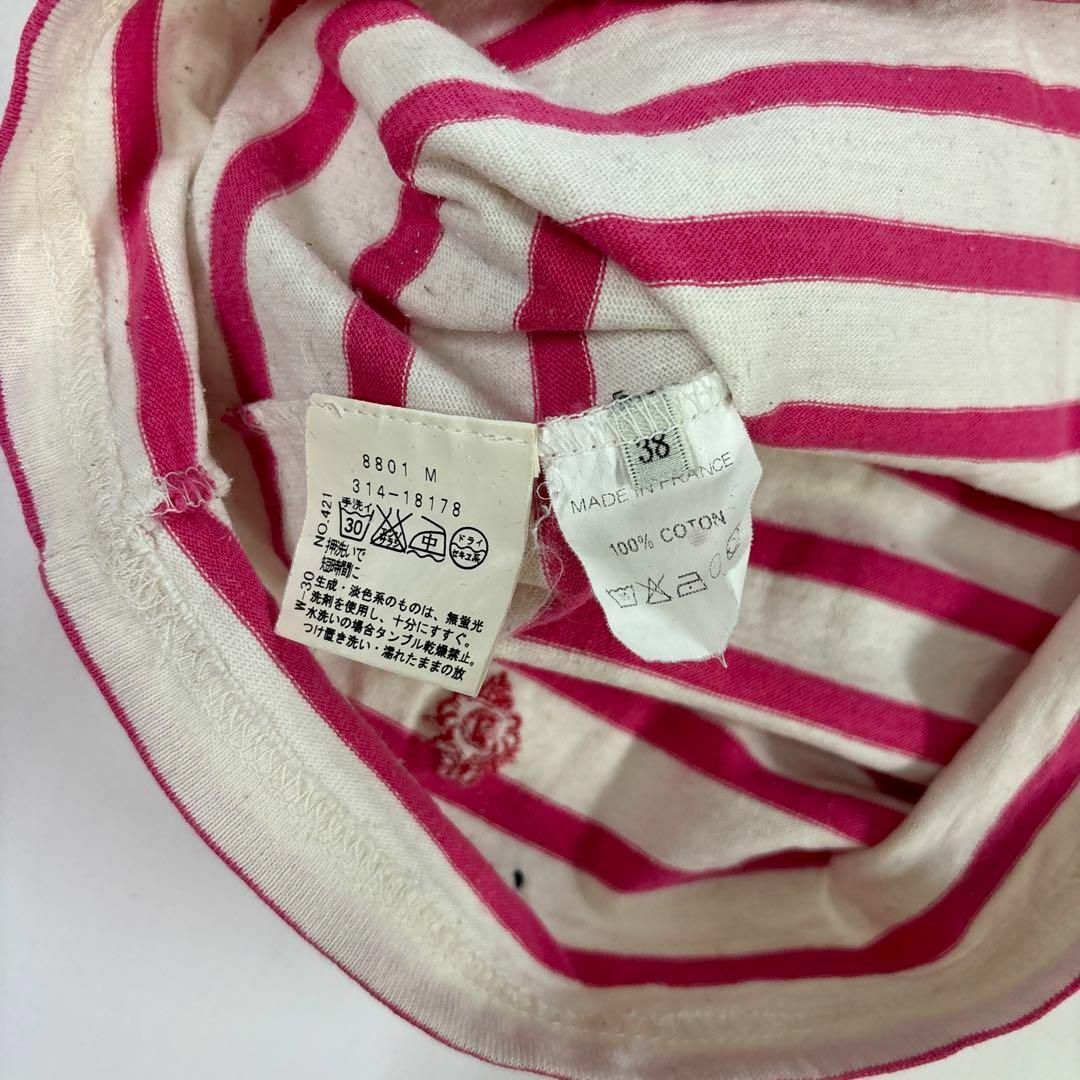 8801 M
314-18178
NO.421
手洗イ
30
中
ドライ
セキユ系
押洗いで
短時間に
W-30
生成・淡色系のものは、無蛍光
洗剤を使用し、十分にすすぐ。
水洗いの場合タンブル乾燥禁止。
つけ置き洗い・濡れたままの放
38
MADE IN FRANCE
100% COTON